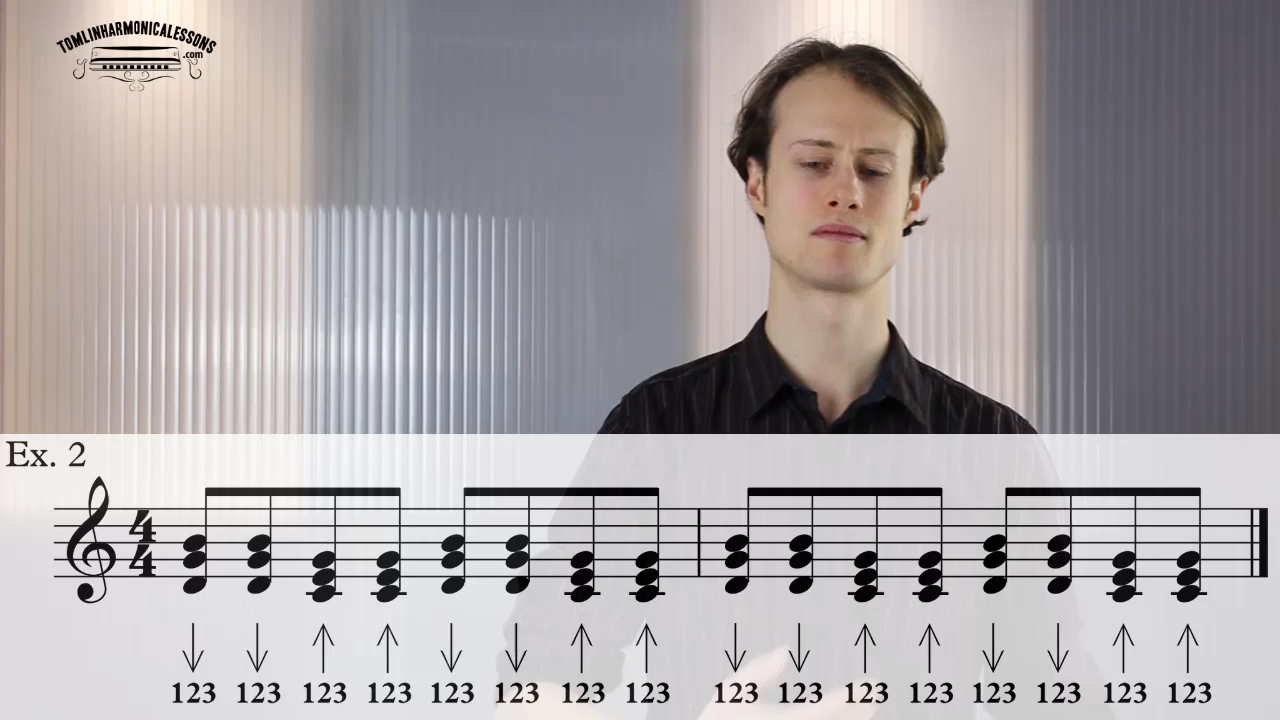 TOMLINHARMONICALESSONS
.com
Ex. 2
4
4
↓ ↓ ↑ ↑ ↓ ↓ ↑ ↑ ↓ ↓ ↑ ↑ ↓ ↓ ↑ ↑
123 123 123 123 123 123 123 123 123 123 123 123 123 123 123 123